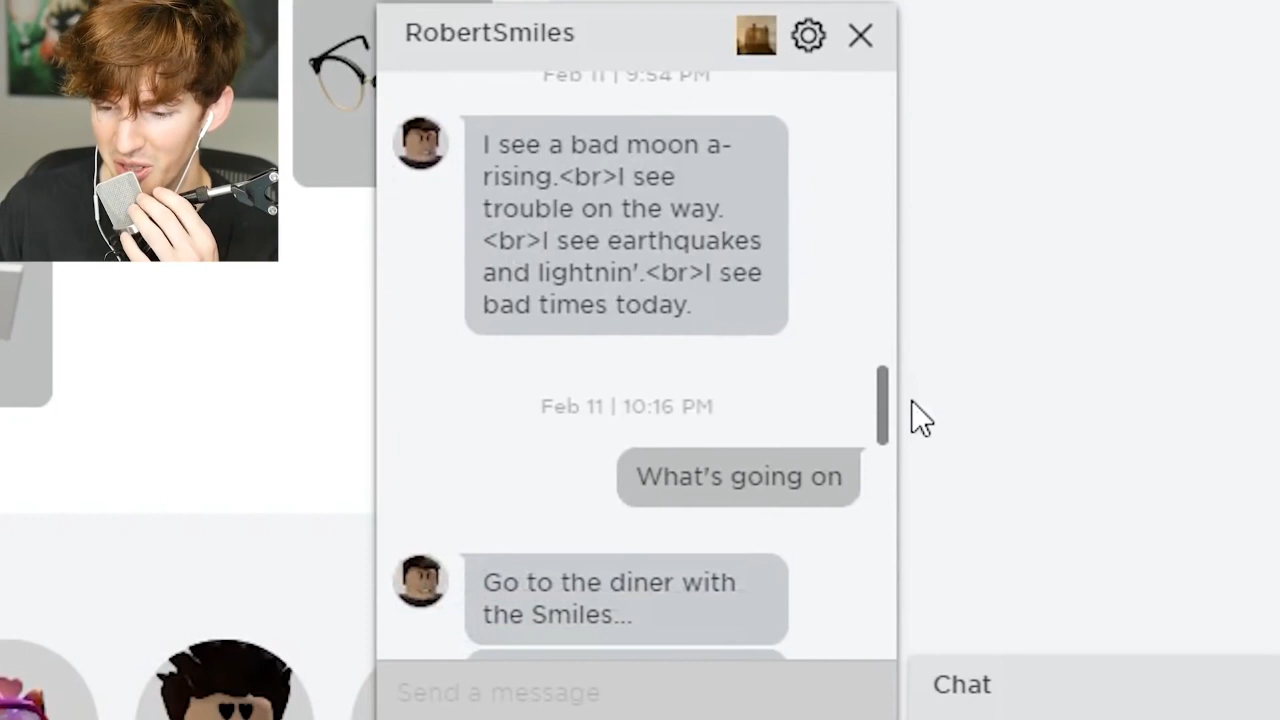 RobertSmiles
Feb 11 | 9:54 PM
I see a bad moon a-
rising.<br>I see
trouble on the way.
<br>I see earthquakes
and lightnin'.<br>I see
bad times today.
Feb 11 | 10:16 PM
What's going on
Go to the diner with
the Smiles...
Send a message
Chat